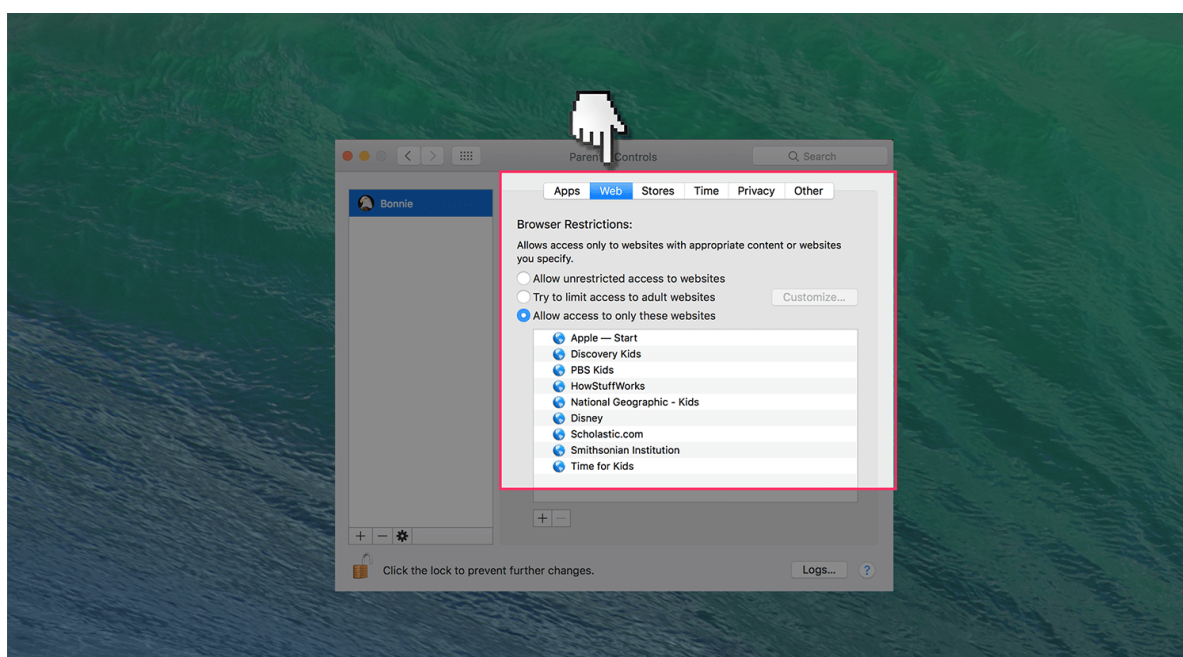 Parental Controls
Search
Bonnie
Apps Web Stores Time Privacy Other
Browser Restrictions:
Allows access only to websites with appropriate content or websites
you specify.
Allow unrestricted access to websites
Try to limit access to adult websites
Customize...
Allow access to only these websites
Apple — Start
Discovery Kids
PBS Kids
HowStuffWorks
National Geographic - Kids
Disney
Scholastic.com
Smithsonian Institution
Time for Kids
Click the lock to prevent further changes.
Logs...
?